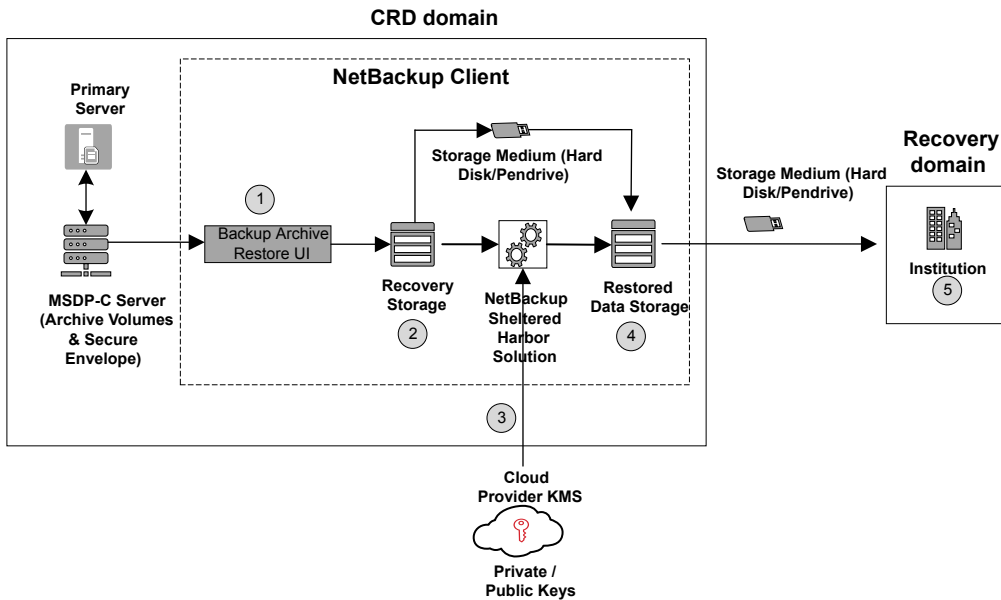 CRD domain
NetBackup Client
Primary
Server
Storage Medium (Hard
Disk/Pendrive)
Recovery
domain
Storage Medium (Hard
Disk/Pendrive)
1
Backup Archive
Restore UI
MSDP-C Server
(Archive Volumes
& Secure
Envelope)
Recovery
Storage
2
NetBackup
Sheltered
Harbor
Solution
Restored
Data Storage
4
Institution
5
3
Cloud
Provider KMS
Private /
Public Keys